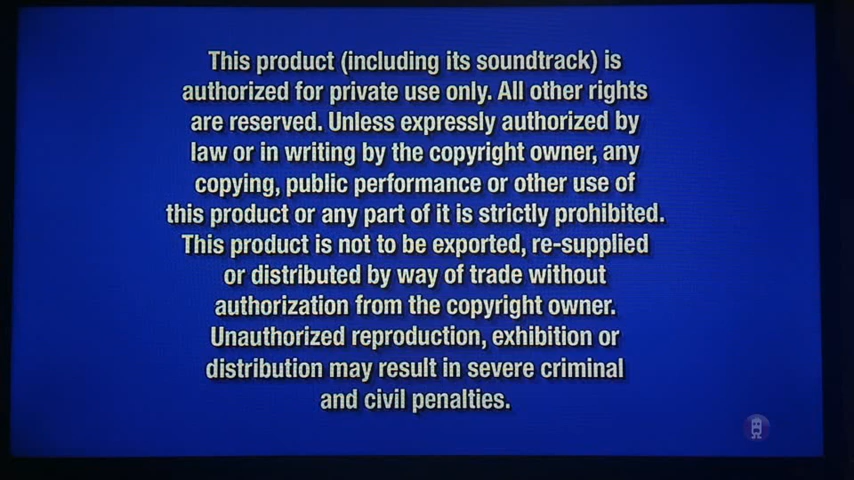 This product (including its soundtrack) is
authorized for private use only. All other rights
are reserved. Unless expressly authorized by
law or in writing by the copyright owner, any
copying, public performance or other use of
this product or any part of it is strictly prohibited.
This product is not to be exported, re-supplied
or distributed by way of trade without
authorization from the copyright owner.
Unauthorized reproduction, exhibition or
distribution may result in severe criminal
and civil penalties.